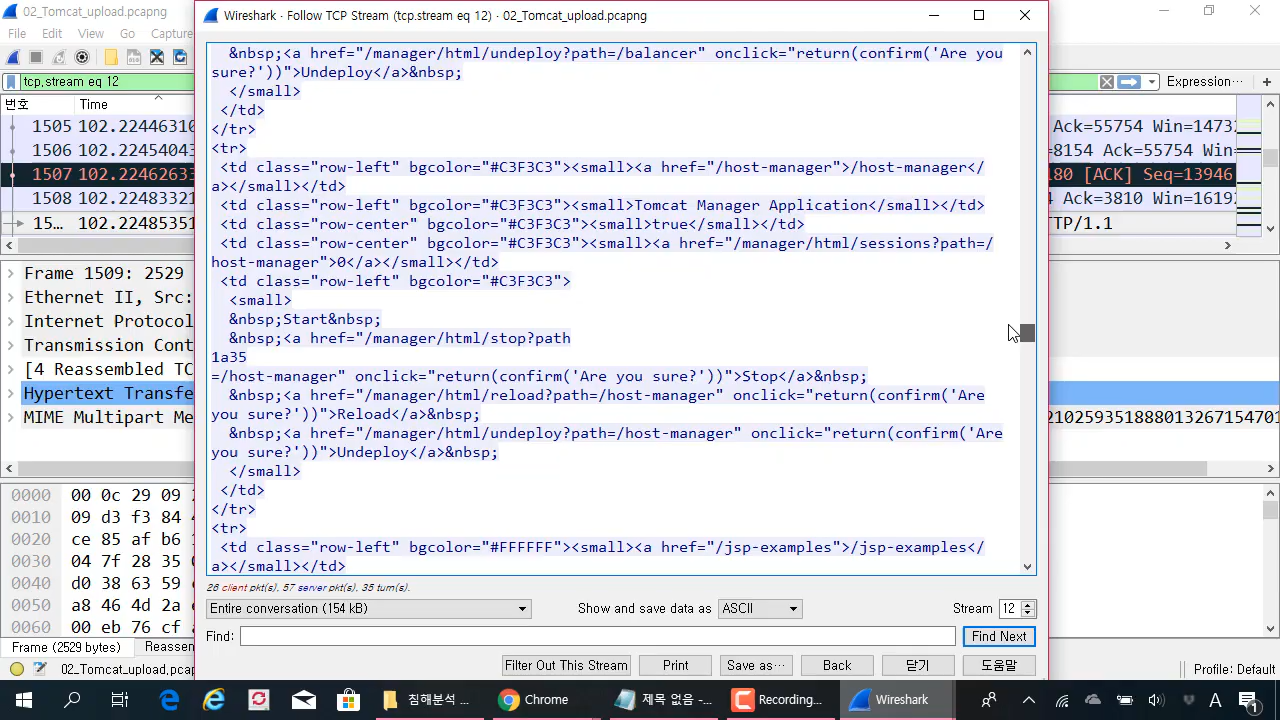 02_Tomcat_upload.pcapng
File Edit View Go Capture
tcp.stream eq 12
Expression…
+
번호 Time
1505 102.22446310
1506 102.22454043
1507 102.22462633
1508 102.22483321
15… 102.22485351
Ack=55754 Win=1473
=8154 Ack=55754 Win=
180 [ACK] Seq=13946
Ack=3810 Win=16192
TP/1.1
Frame 1509: 2529
Ethernet II, Src:
Internet Protocol
Transmission Cont
[4 Reassembled TC
Hypertext Transfe
MIME Multipart Me
210259351888013267154701
0000 00 0c 29 09 2
0010 09 d3 f3 84
0020 ce 85 af b6
0030 04 7f 28 35
0040 d0 38 63 59
0050 a8 46 4d 2a
0060 00 eb 76 cf
Frame (2529 bytes) Reassem
02_Tomcat_upload.pcapn
Profile: Default
Wireshark · Follow TCP Stream (tcp.stream eq 12) · 02_Tomcat_upload.pcapng
&nbsp;<a href="/manager/html/undeploy?path=/balancer" onclick="return(confirm('Are you
sure?'))">Undeploy</a>&nbsp;
</small>
</td>
</tr>
<tr>
<td class="row-left" bgcolor="#C3F3C3"><small><a href="/host-manager">/host-manager</
a></small></td>
<td class="row-left" bgcolor="#C3F3C3"><small>Tomcat Manager Application</small></td>
<td class="row-center" bgcolor="#C3F3C3"><small>true</small></td>
<td class="row-center" bgcolor="#C3F3C3"><small><a href="/manager/html/sessions?path=/
host-manager">0</a></small></td>
<td class="row-left" bgcolor="#C3F3C3">
<small>
&nbsp;Start&nbsp;
&nbsp;<a href="/manager/html/stop?path
1a35
=/host-manager" onclick="return(confirm('Are you sure?'))">Stop</a>&nbsp;
&nbsp;<a href="/manager/html/reload?path=/host-manager" onclick="return(confirm('Are
you sure?'))">Reload</a>&nbsp;
&nbsp;<a href="/manager/html/undeploy?path=/host-manager" onclick="return(confirm('Are
you sure?'))">Undeploy</a>&nbsp;
</small>
</td>
</tr>
<tr>
<td class="row-left" bgcolor="#FFFFFF"><small><a href="/jsp-examples">/jsp-examples</
a></small></td>
26 client pkt(s), 57 server pkt(s), 35 turn(s).
Entire conversation (154 kB) Show and save data as ASCII Stream 12
Find: Find Next
Filter Out This Stream Print Save as… Back 닫기 도움말
침해분석 ... Chrome 제목 없음 -... Recording... Wireshark A 1